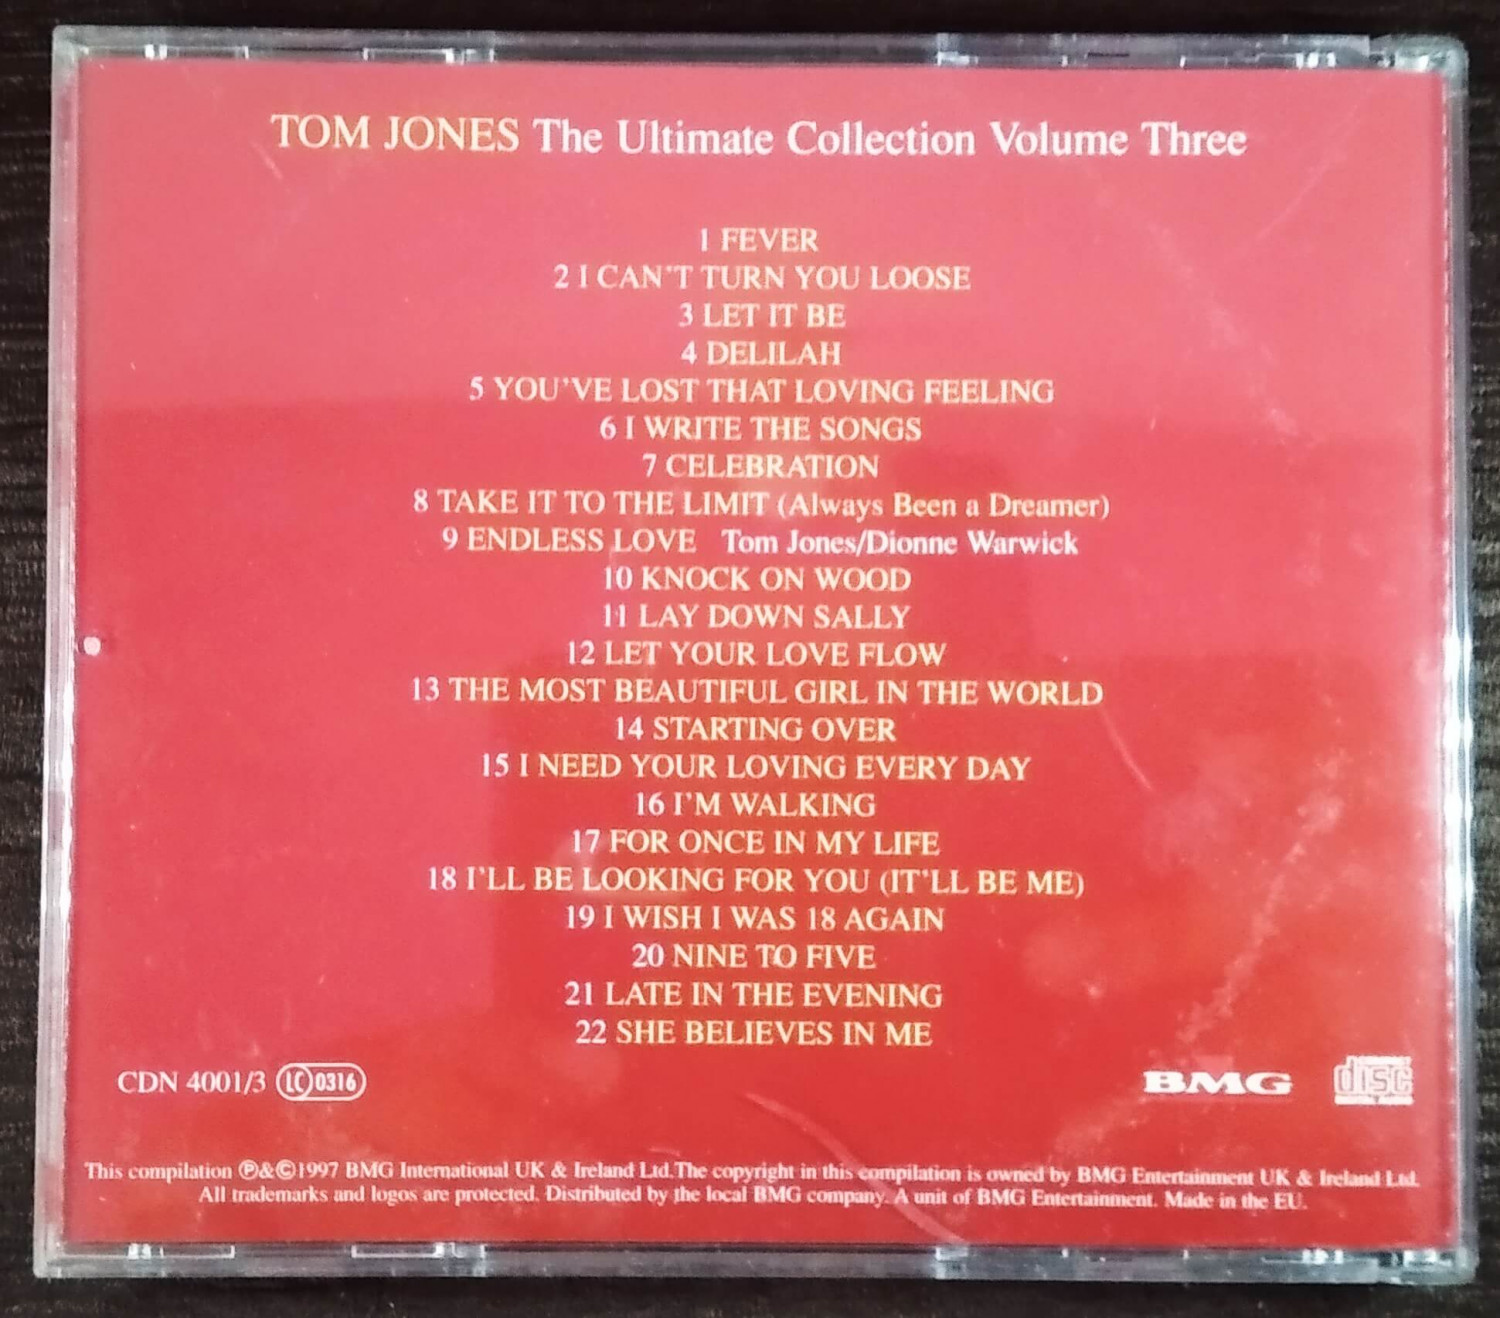 TOM JONES The Ultimate Collection Volume Three
1 FEVER
2 I CAN'T TURN YOU LOOSE
3 LET IT BE
4 DELILAH
5 YOU'VE LOST THAT LOVING FEELING
6 I WRITE THE SONGS
7 CELEBRATION
8 TAKE IT TO THE LIMIT (Always Been a Dreamer)
9 ENDLESS LOVE Tom Jones/Dionne Warwick
10 KNOCK ON WOOD
11 LAY DOWN SALLY
12 LET YOUR LOVE FLOW
13 THE MOST BEAUTIFUL GIRL IN THE WORLD
14 STARTING OVER
15 I NEED YOUR LOVING EVERY DAY
16 I'M WALKING
17 FOR ONCE IN MY LIFE
18 I'LL BE LOOKING FOR YOU (IT'LL BE ME)
19 I WISH I WAS 18 AGAIN
20 NINE TO FIVE
21 LATE IN THE EVENING
22 SHE BELIEVES IN ME
CDN 4001/3 LC 0316 BMG COMPACT disc DIGITAL AUDIO
This compilation ℗&©1997 BMG International UK & Ireland Ltd.The copyright in this compilation is owned by BMG Entertainment UK & Ireland Ltd.
All trademarks and logos are protected. Distributed by the local BMG company. A unit of BMG Entertainment. Made in the EU.